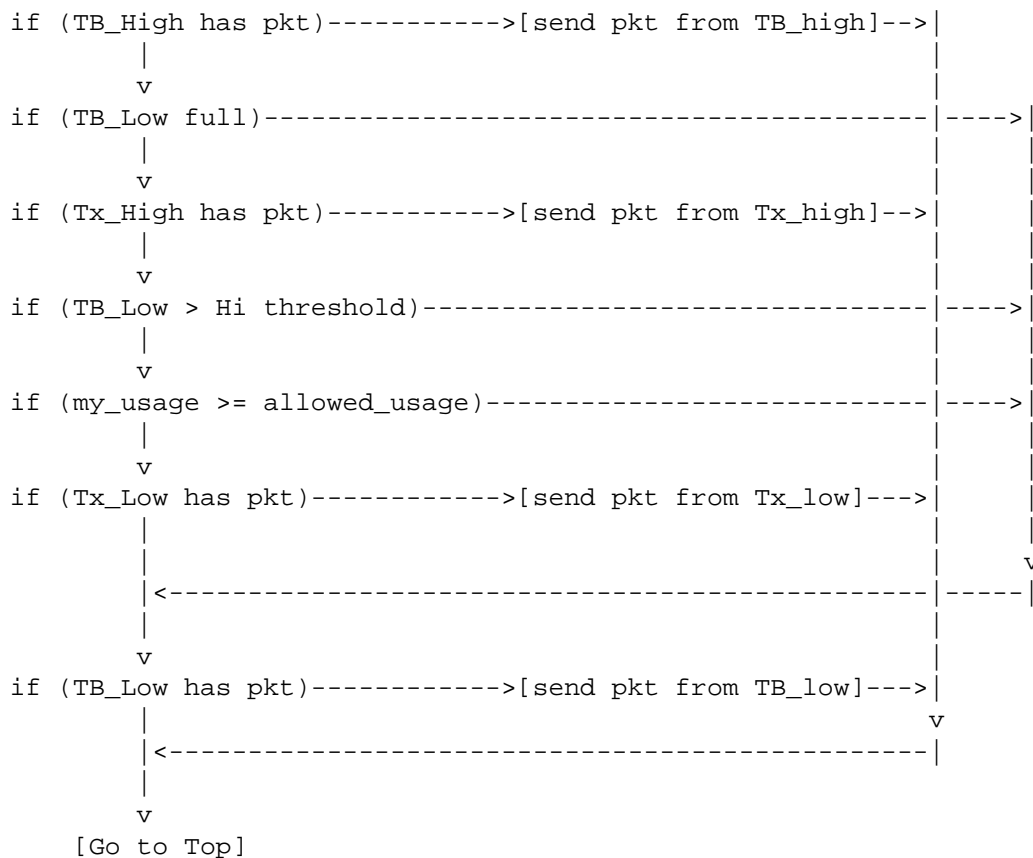 if (TB_High has pkt)----------->[send pkt from TB_high]-->|
        |                                                 |
        v                                                 |
if (TB_Low full)------------------------------------------|---->|
        |                                                 |     |
        v                                                 |     |
if (Tx_High has pkt)----------->[send pkt from Tx_high]-->|     |
        |                                                 |     |
        v                                                 |     |
if (TB_Low > Hi threshold)--------------------------------|---->|
        |                                                 |     |
        v                                                 |     |
if (my_usage >= allowed_usage)----------------------------|---->|
        |                                                 |     |
        v                                                 |     |
if (Tx_Low has pkt)------------>[send pkt from Tx_low]--->|     |
        |                                                 |     |
        |                                                 |     v
        |<------------------------------------------------|-----|
        |                                                 |
        v                                                 |
if (TB_Low has pkt)------------>[send pkt from TB_low]--->|
        |                                                 v
        |<------------------------------------------------|
        |
        v
    [Go to Top]